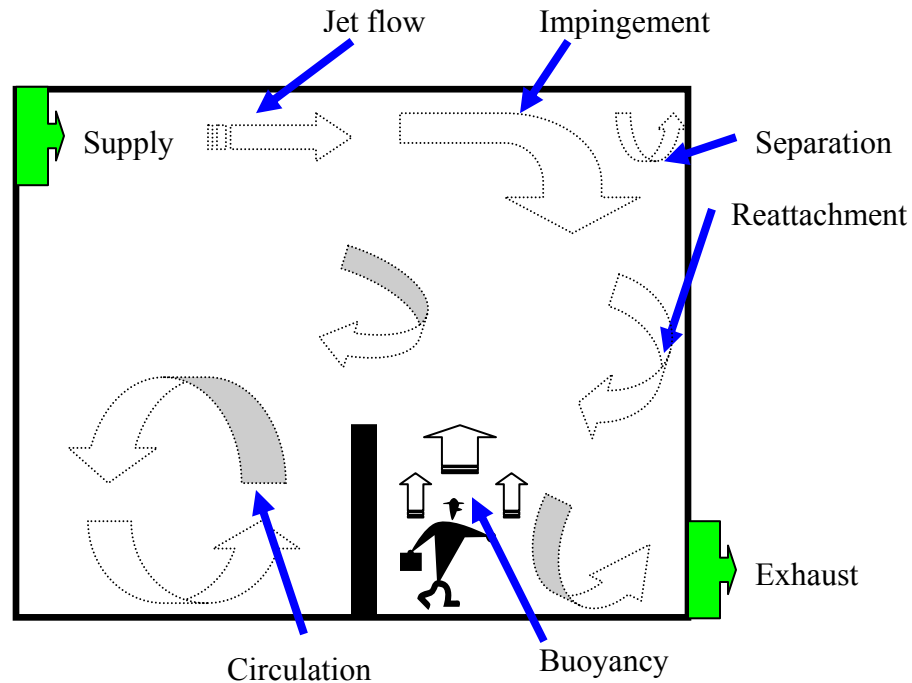 Jet flow
Impingement
Supply
Separation
Reattachment
Exhaust
Circulation
Buoyancy